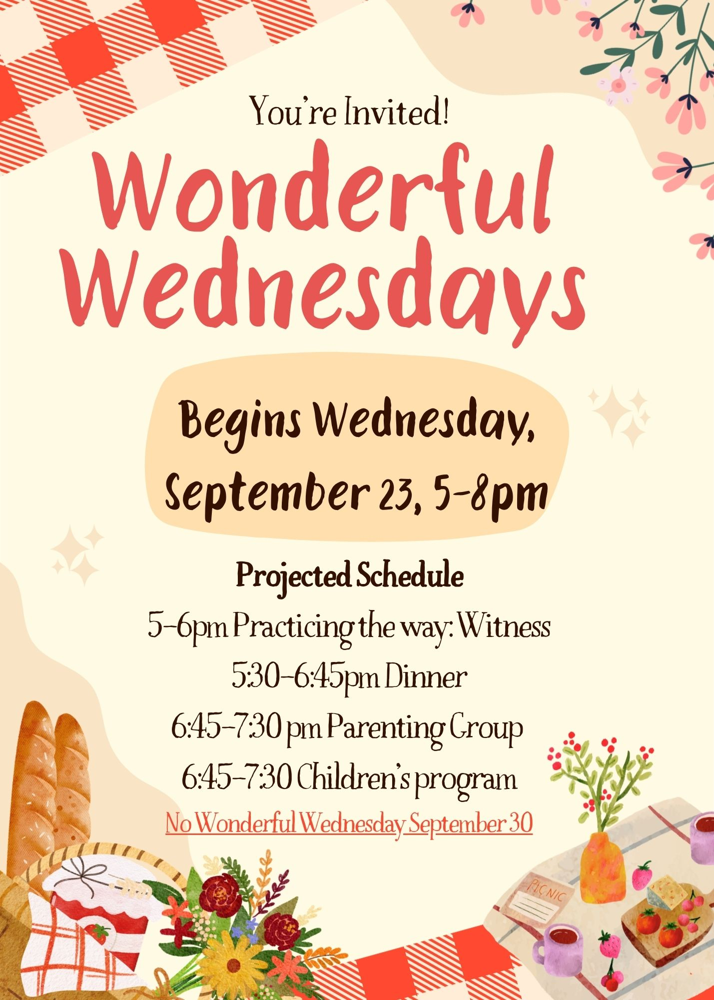 You're Invited!
Wonderful
Wednesdays
Begins Wednesday,
September 23, 5-8pm
Projected Schedule
5-6pm Practicing the way: Witness
5:30-6:45pm Dinner
6:45-7:30 pm Parenting Group
6:45-7:30 Children's program
No Wonderful Wednesday September 30
PICNIC